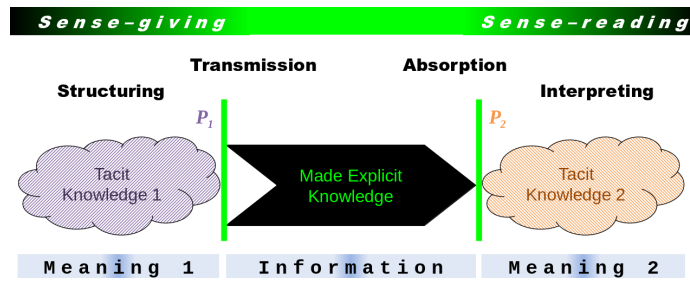 Sense–giving Sense–reading
Transmission Absorption
Structuring Interpreting
P1 P2
Tacit Made Explicit Tacit
Knowledge 1 Knowledge Knowledge 2
Meaning 1 Information Meaning 2